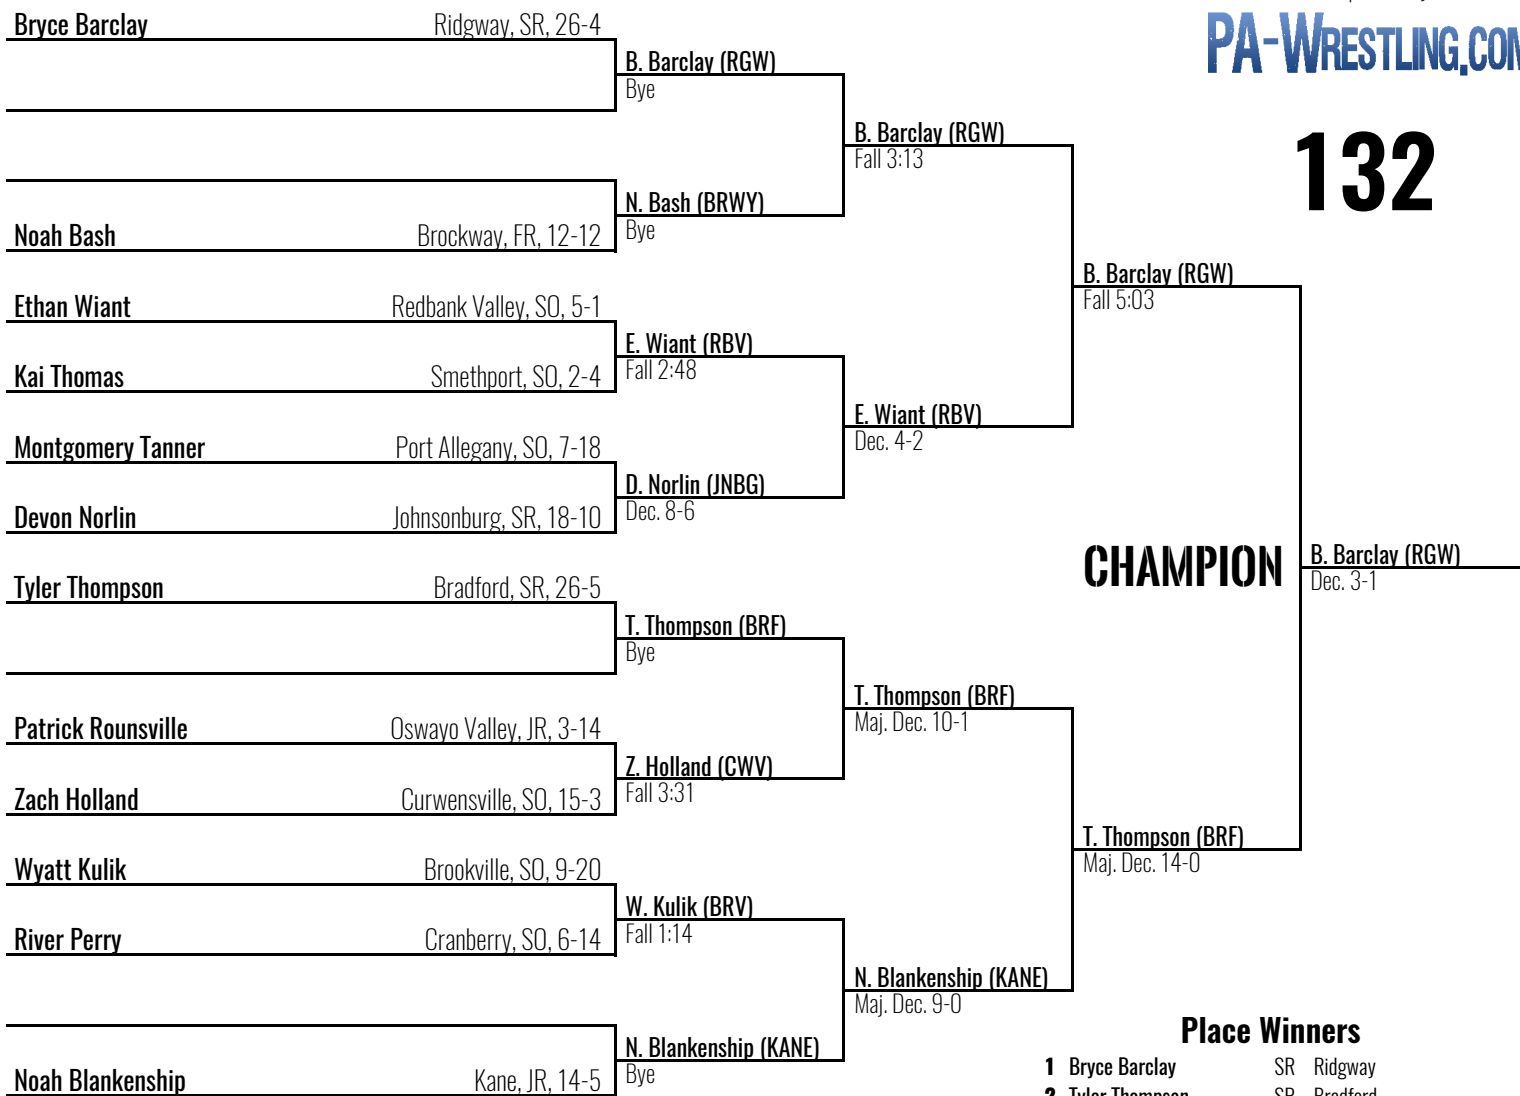 Bryce Barclay Ridgway, SR, 26-4
B. Barclay (RGW)
Bye
PA-WRESTLING.COM
B. Barclay (RGW)
Fall 3:13
132
N. Bash (BRWY)
Bye
Noah Bash Brockway, FR, 12-12
B. Barclay (RGW)
Fall 5:03
Ethan Wiant Redbank Valley, SO, 5-1
E. Wiant (RBV)
Fall 2:48
Kai Thomas Smethport, SO, 2-4
E. Wiant (RBV)
Dec. 4-2
Montgomery Tanner Port Allegany, SO, 7-18
D. Norlin (JNBG)
Dec. 8-6
Devon Norlin Johnsonburg, SR, 18-10
CHAMPION B. Barclay (RGW)
Dec. 3-1
Tyler Thompson Bradford, SR, 26-5
T. Thompson (BRF)
Bye
T. Thompson (BRF)
Maj. Dec. 10-1
Patrick Rounsville Oswayo Valley, JR, 3-14
Z. Holland (CWV)
Fall 3:31
Zach Holland Curwensville, SO, 15-3
T. Thompson (BRF)
Maj. Dec. 14-0
Wyatt Kulik Brookville, SO, 9-20
W. Kulik (BRV)
Fall 1:14
River Perry Cranberry, SO, 6-14
N. Blankenship (KANE)
Maj. Dec. 9-0
N. Blankenship (KANE)
Bye
Noah Blankenship Kane, JR, 14-5
Place Winners
1 Bryce Barclay SR Ridgway
2 Tyler Thompson SR Bradford